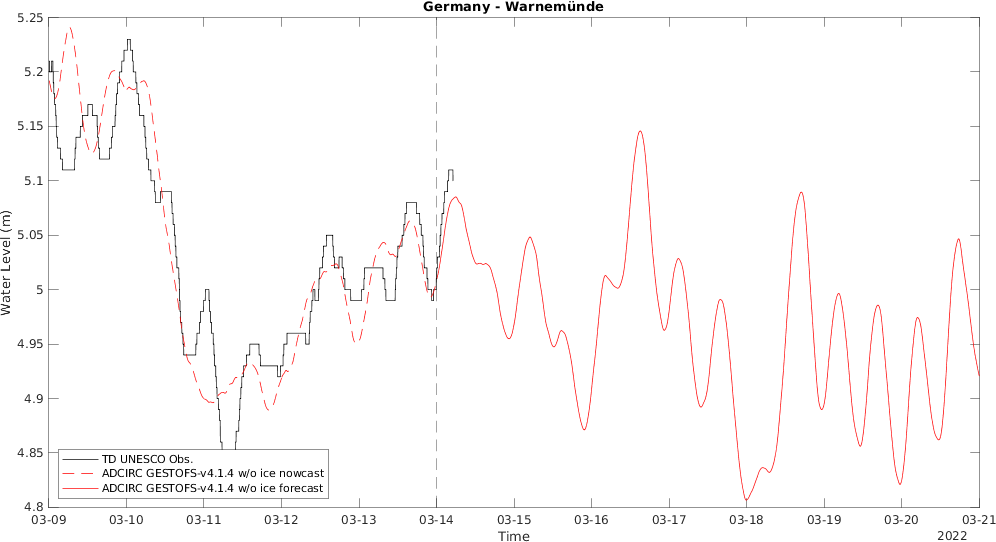 Germany - Warnemünde
5.25
5.2
5.15
5.1
5.05
5
4.95
4.9
4.85
4.8
Water Level (m)
TD UNESCO Obs.
ADCIRC GESTOFS-v4.1.4 w/o ice nowcast
ADCIRC GESTOFS-v4.1.4 w/o ice forecast
03-09 03-10 03-11 03-12 03-13 03-14 03-15 03-16 03-17 03-18 03-19 03-20 03-21
Time
2022